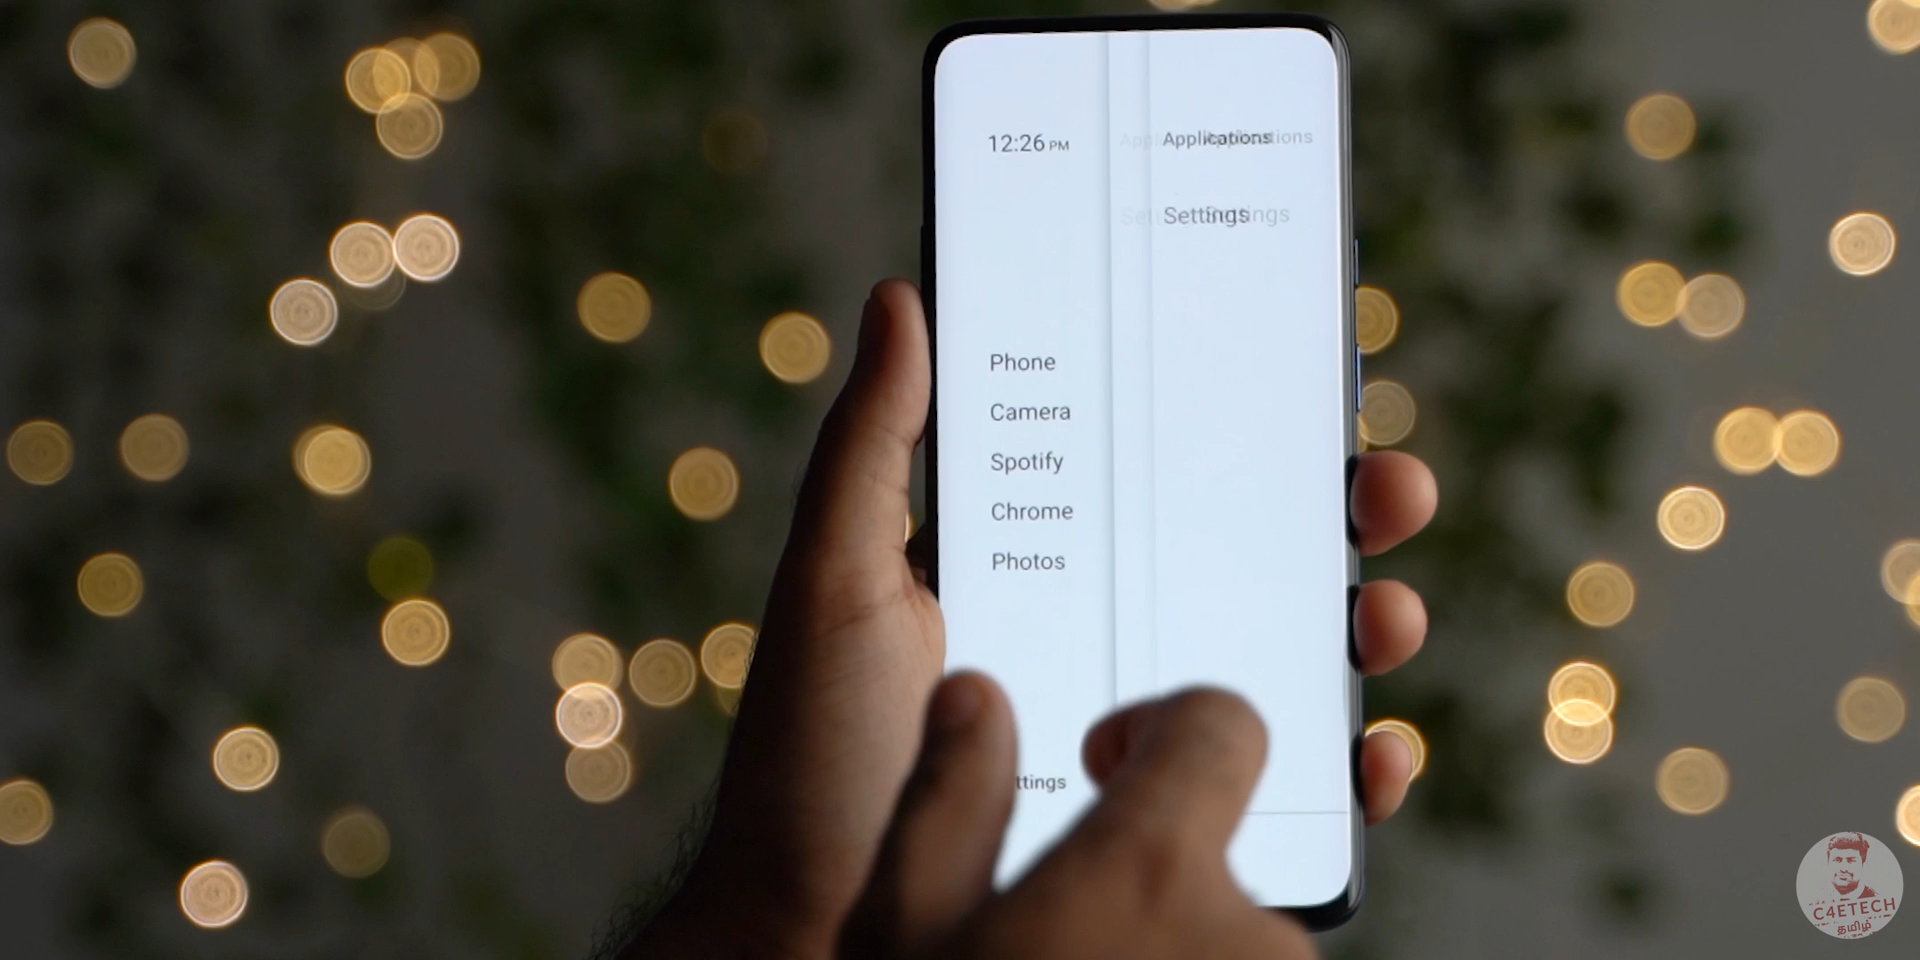 12:26 PM
Applications
Settings
Phone
Camera
Spotify
Chrome
Photos
ttings
C4ETECH
தமிழ்